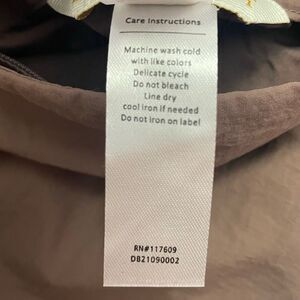 Care Instructions
Machine wash cold
with like colors
Delicate cycle
Do not bleach
Line dry
cool iron if needed
Do not iron on label
RN#117609
DB21090002